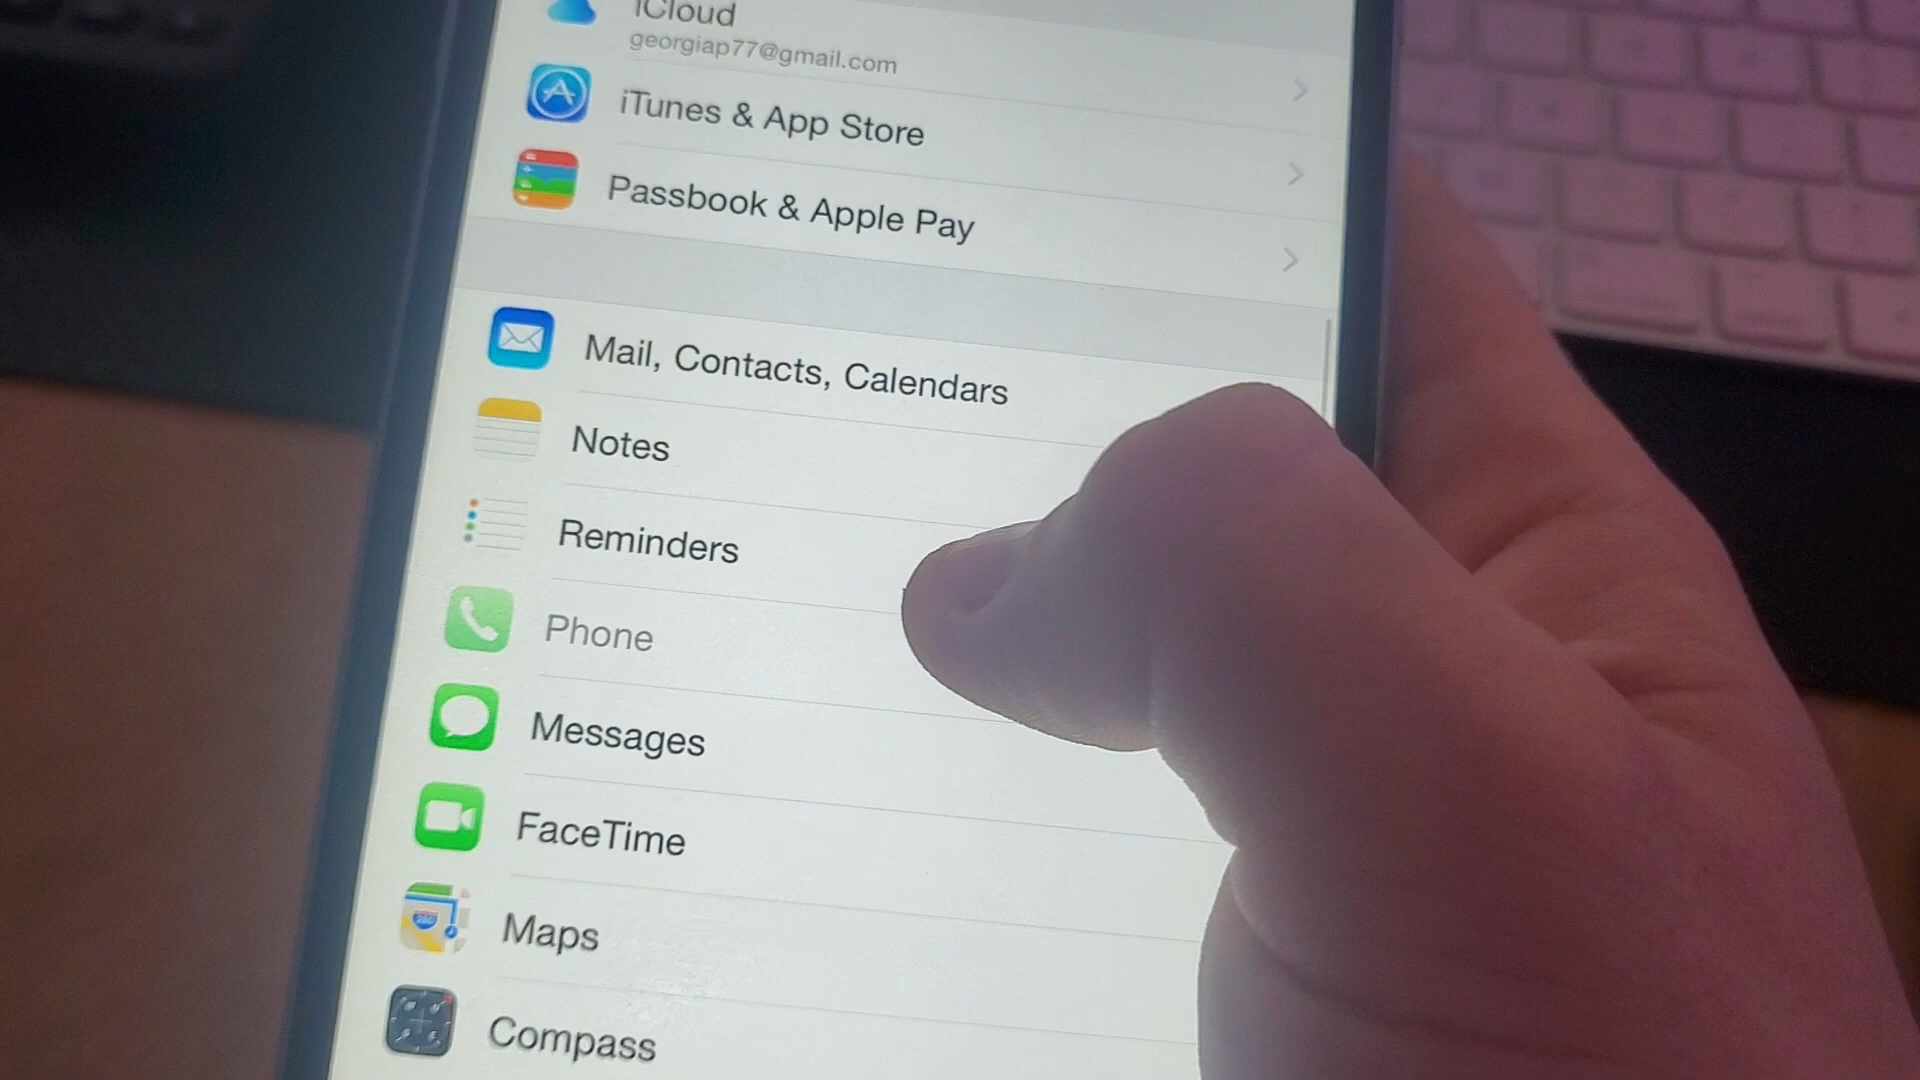 iCloud
georgiap77@gmail.com
iTunes & App Store
Passbook & Apple Pay
Mail, Contacts, Calendars
Notes
Reminders
Phone
Messages
FaceTime
Maps
Compass